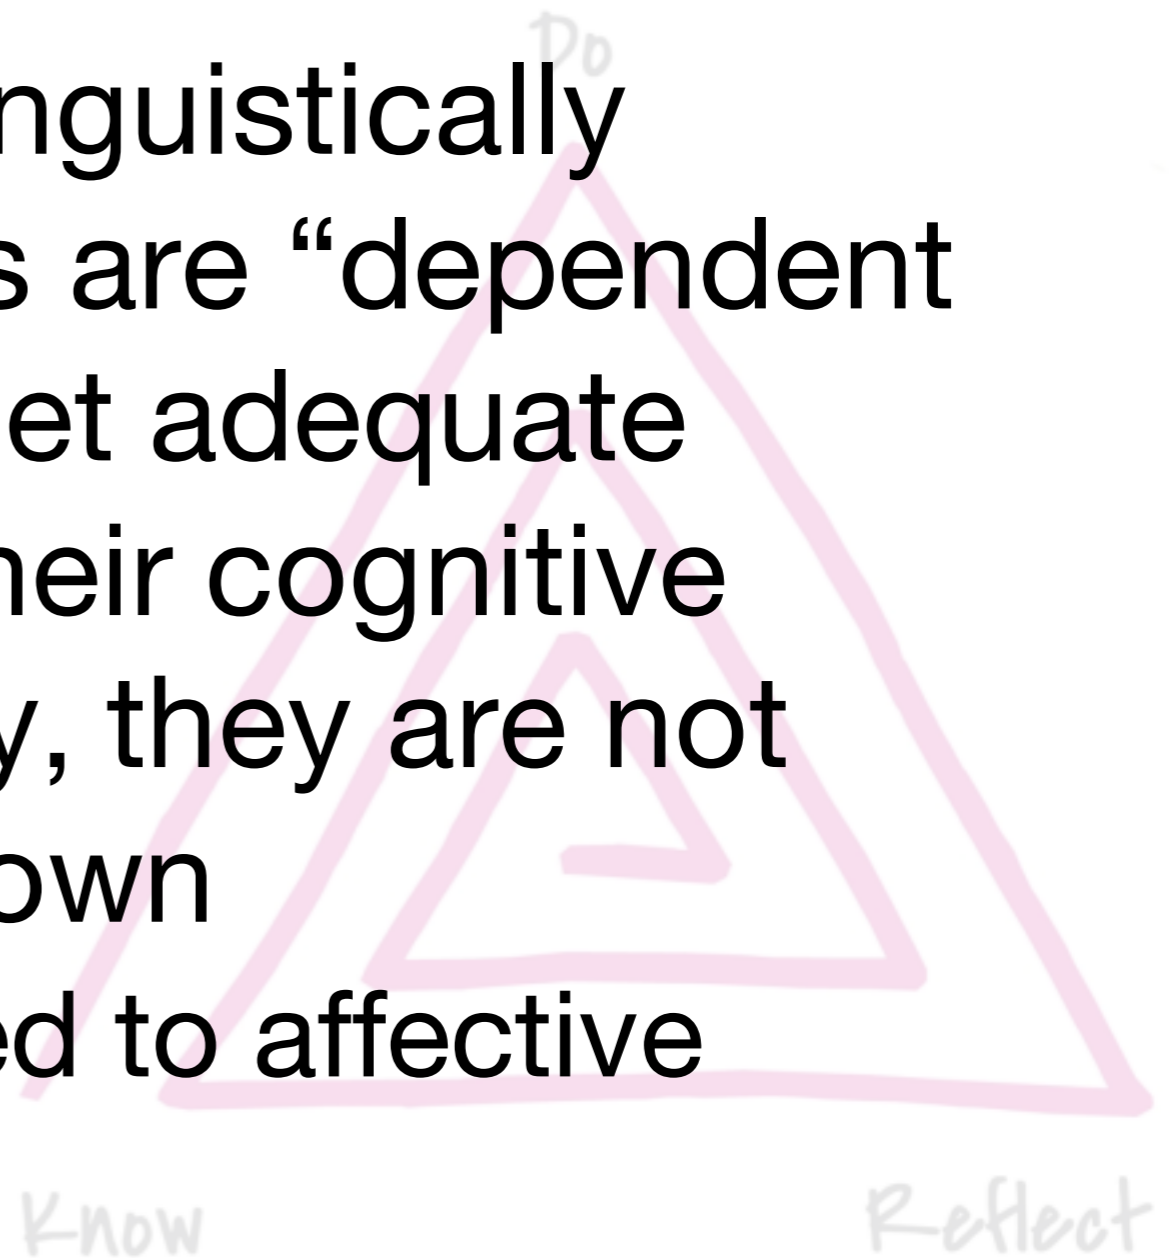 Do
nguistically
s are “dependent
et adequate
heir cognitive
y, they are not
own
ed to affective
Know
Reflect